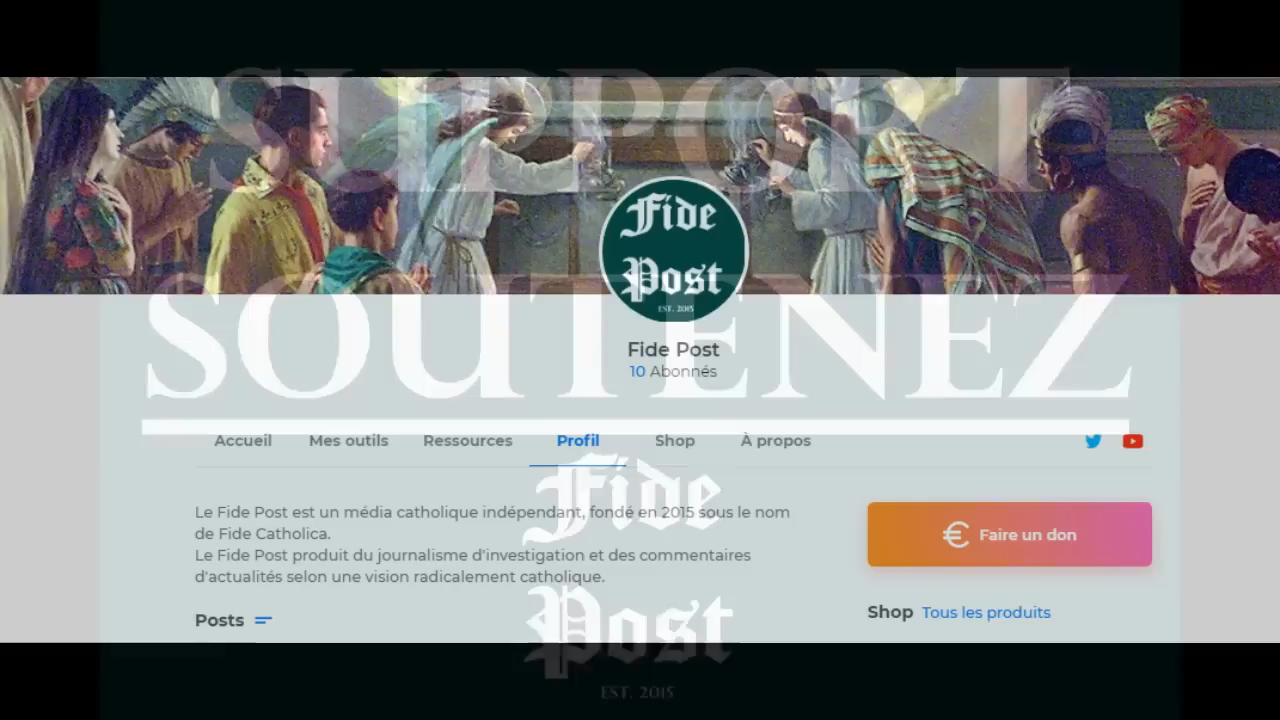 SUPPORT
Fide
Post
EST. 2015
SOUTENEZ
Fide Post
10 Abonnés
Accueil Mes outils Ressources Profil Shop À propos
Fide
Post
EST. 2015
Le Fide Post est un média catholique indépendant, fondé en 2015 sous le nom
de Fide Catholica.
Le Fide Post produit du journalisme d'investigation et des commentaires
d'actualités selon une vision radicalement catholique.
€ Faire un don
Posts
Shop Tous les produits